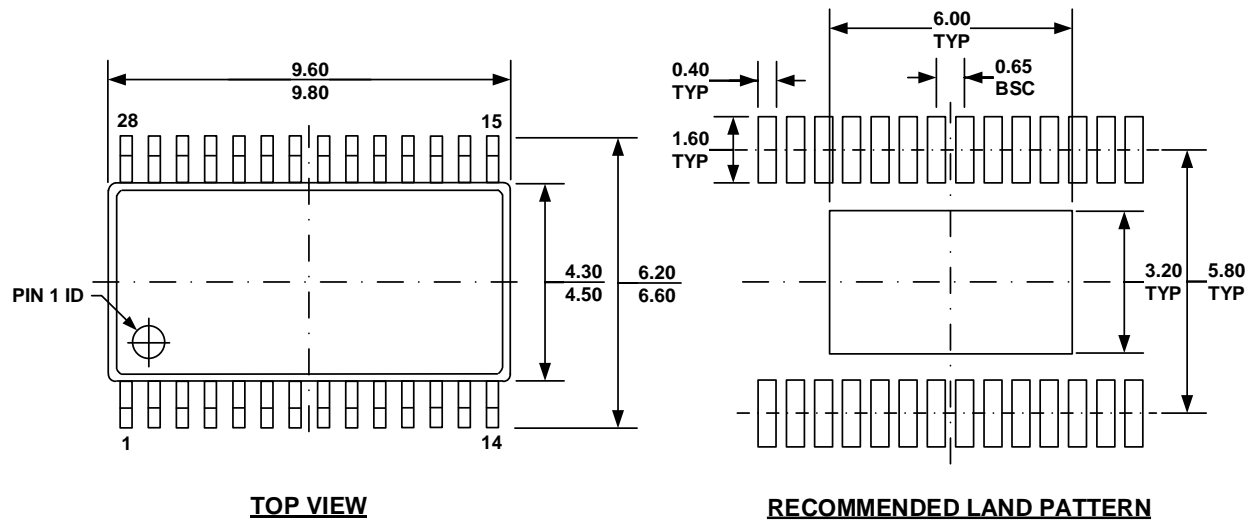 9.60
9.80
28
15
PIN 1 ID
4.30
4.50
6.20
6.60
1
14
TOP VIEW
6.00
TYP
0.40
TYP
0.65
BSC
1.60
TYP
3.20
TYP
5.80
TYP
RECOMMENDED LAND PATTERN